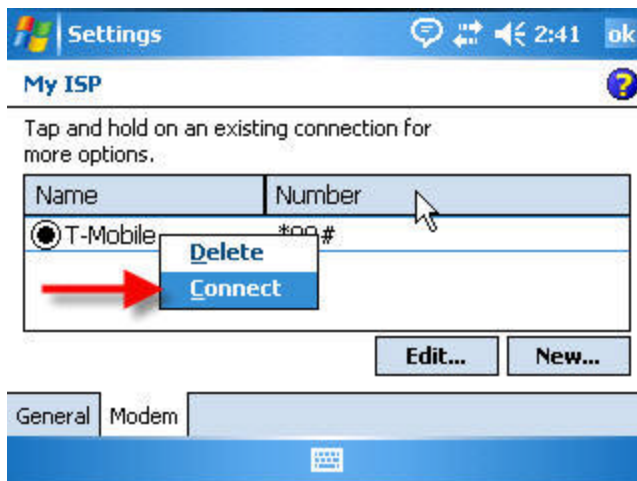 Settings 2:41 ok
My ISP
Tap and hold on an existing connection for
more options.
Name Number
T-Mobile #
Delete
Connect
Edit... New...
General Modem